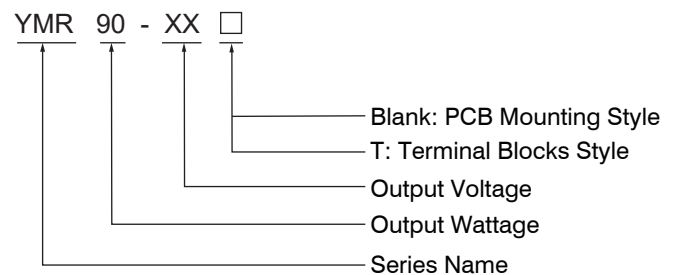 YMR 90 - XX □
Blank: PCB Mounting Style
T: Terminal Blocks Style
Output Voltage
Output Wattage
Series Name